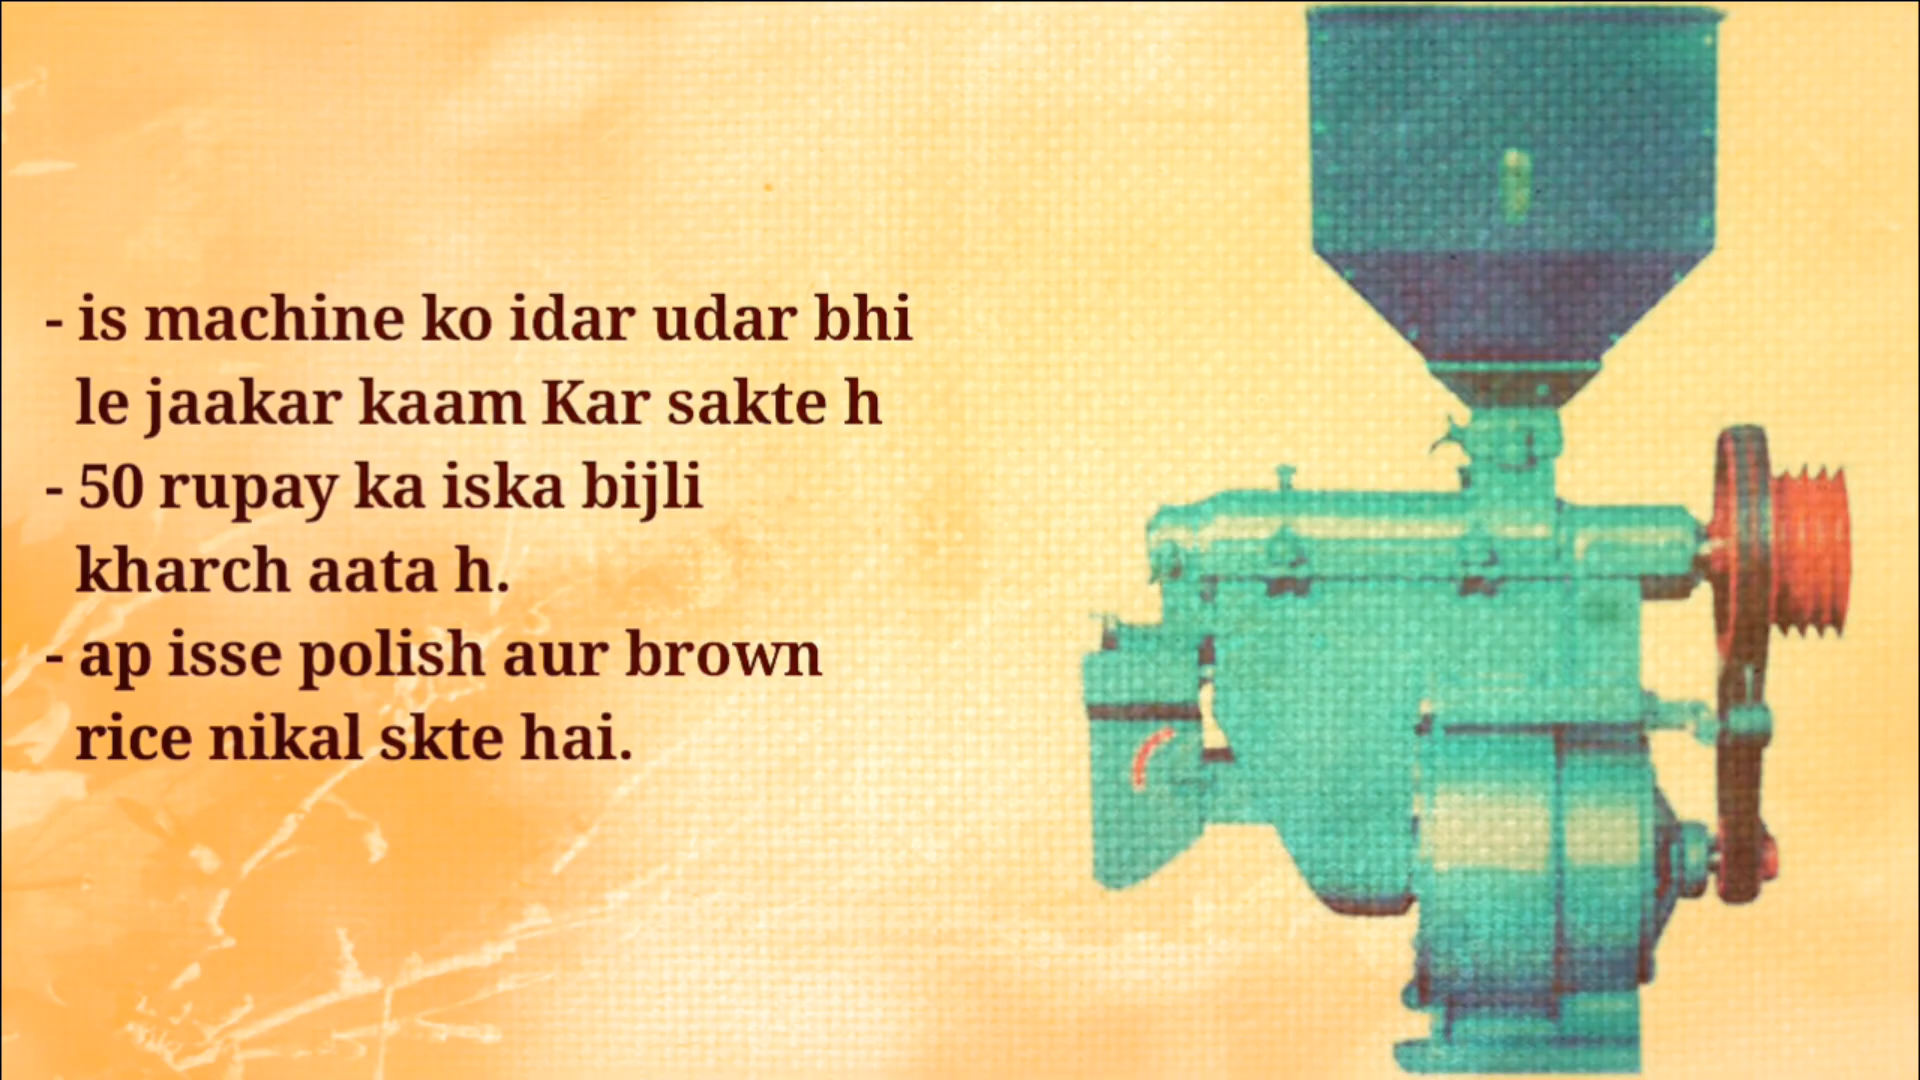 - is machine ko idar udar bhi
le jaakar kaam Kar sakte h
- 50 rupay ka iska bijli
kharch aata h.
- ap isse polish aur brown
rice nikal skte hai.